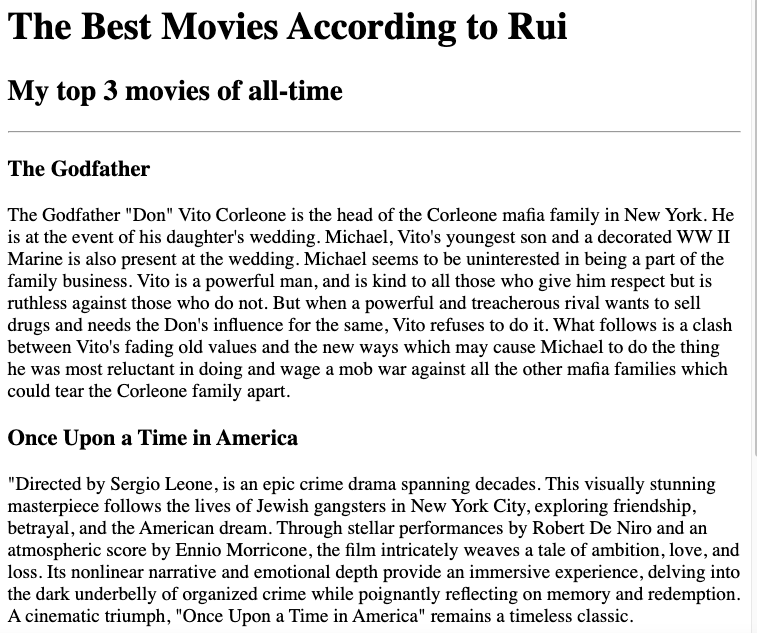 The Best Movies According to Rui
My top 3 movies of all-time
The Godfather
The Godfather "Don" Vito Corleone is the head of the Corleone mafia family in New York. He
is at the event of his daughter's wedding. Michael, Vito's youngest son and a decorated WW II
Marine is also present at the wedding. Michael seems to be uninterested in being a part of the
family business. Vito is a powerful man, and is kind to all those who give him respect but is
ruthless against those who do not. But when a powerful and treacherous rival wants to sell
drugs and needs the Don's influence for the same, Vito refuses to do it. What follows is a clash
between Vito's fading old values and the new ways which may cause Michael to do the thing
he was most reluctant in doing and wage a mob war against all the other mafia families which
could tear the Corleone family apart.
Once Upon a Time in America
"Directed by Sergio Leone, is an epic crime drama spanning decades. This visually stunning
masterpiece follows the lives of Jewish gangsters in New York City, exploring friendship,
betrayal, and the American dream. Through stellar performances by Robert De Niro and an
atmospheric score by Ennio Morricone, the film intricately weaves a tale of ambition, love, and
loss. Its nonlinear narrative and emotional depth provide an immersive experience, delving into
the dark underbelly of organized crime while poignantly reflecting on memory and redemption.
A cinematic triumph, "Once Upon a Time in America" remains a timeless classic.